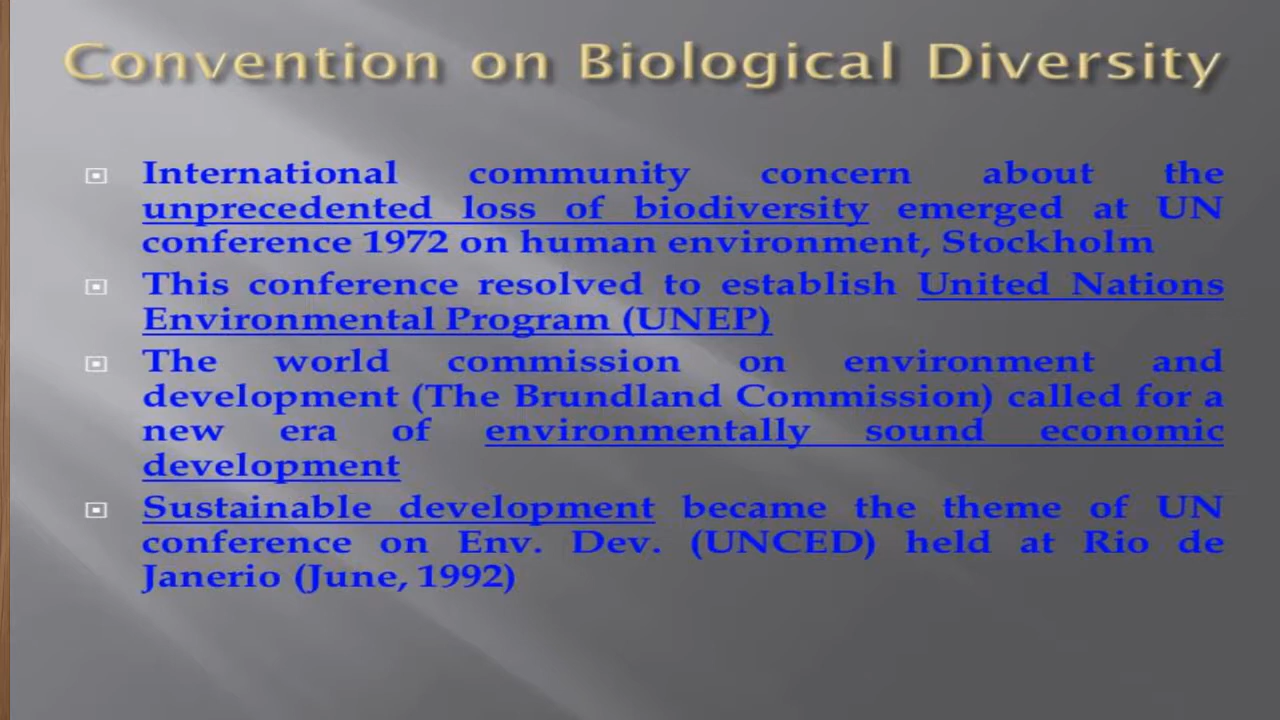 Convention on Biological Diversity
International community concern about the
unprecedented loss of biodiversity emerged at UN
conference 1972 on human environment, Stockholm
This conference resolved to establish United Nations
Environmental Program (UNEP)
The world commission on environment and
development (The Brundland Commission) called for a
new era of environmentally sound economic
development
Sustainable development became the theme of UN
conference on Env. Dev. (UNCED) held at Rio de
Janerio (June, 1992)